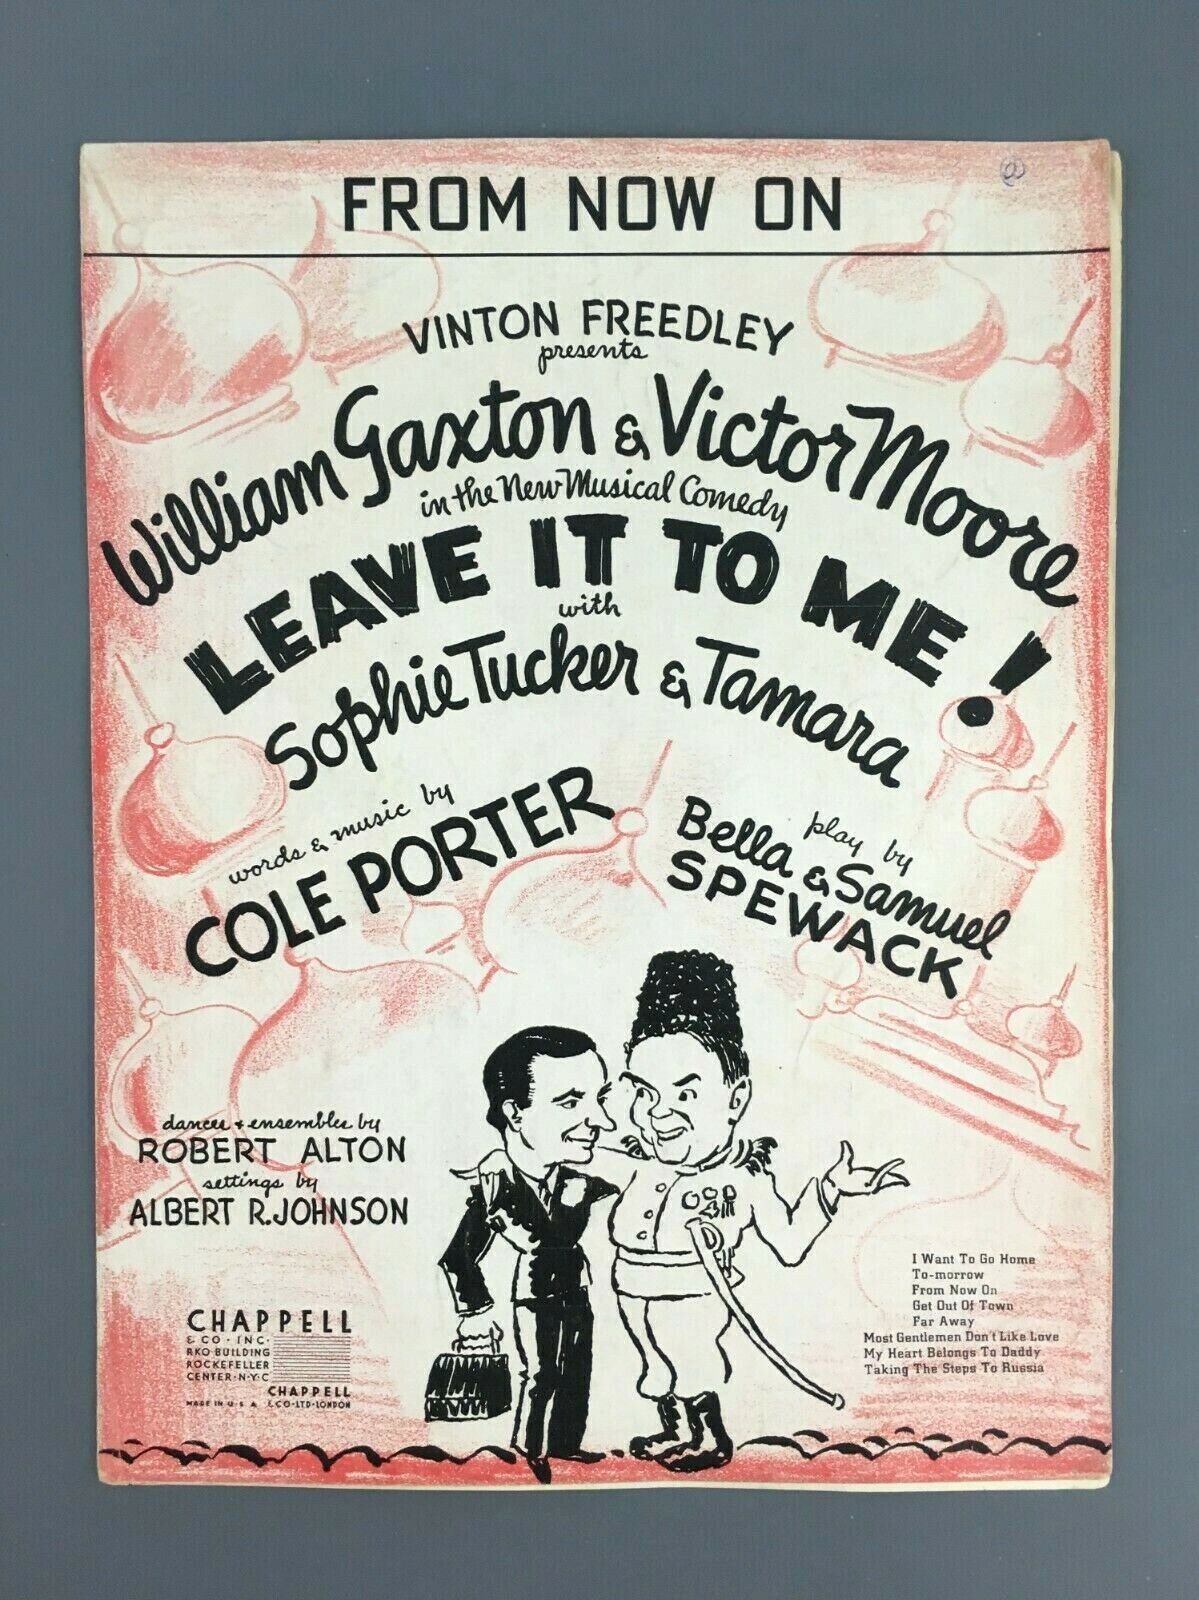 FROM NOW ON
VINTON FREEDLEY
presents
William Gaxton & Victor Moore
in the New Musical Comedy
LEAVE IT TO ME!
with
Sophie Tucker & Tamara
words & music by
COLE PORTER
play by
Bella & Samuel
SPEWACK
dances & ensembles by
ROBERT ALTON
settings by
ALBERT R. JOHNSON
I Want To Go Home
To-morrow
From Now On
Get Out Of Town
Far Away
Most Gentlemen Don't Like Love
My Heart Belongs To Daddy
Taking The Steps To Russia
CHAPPELL
& CO · INC ·
RKO BUILDING
ROCKEFELLER
CENTER · N · Y · C
CHAPPELL
MADE IN U S A & CO · LTD · LONDON